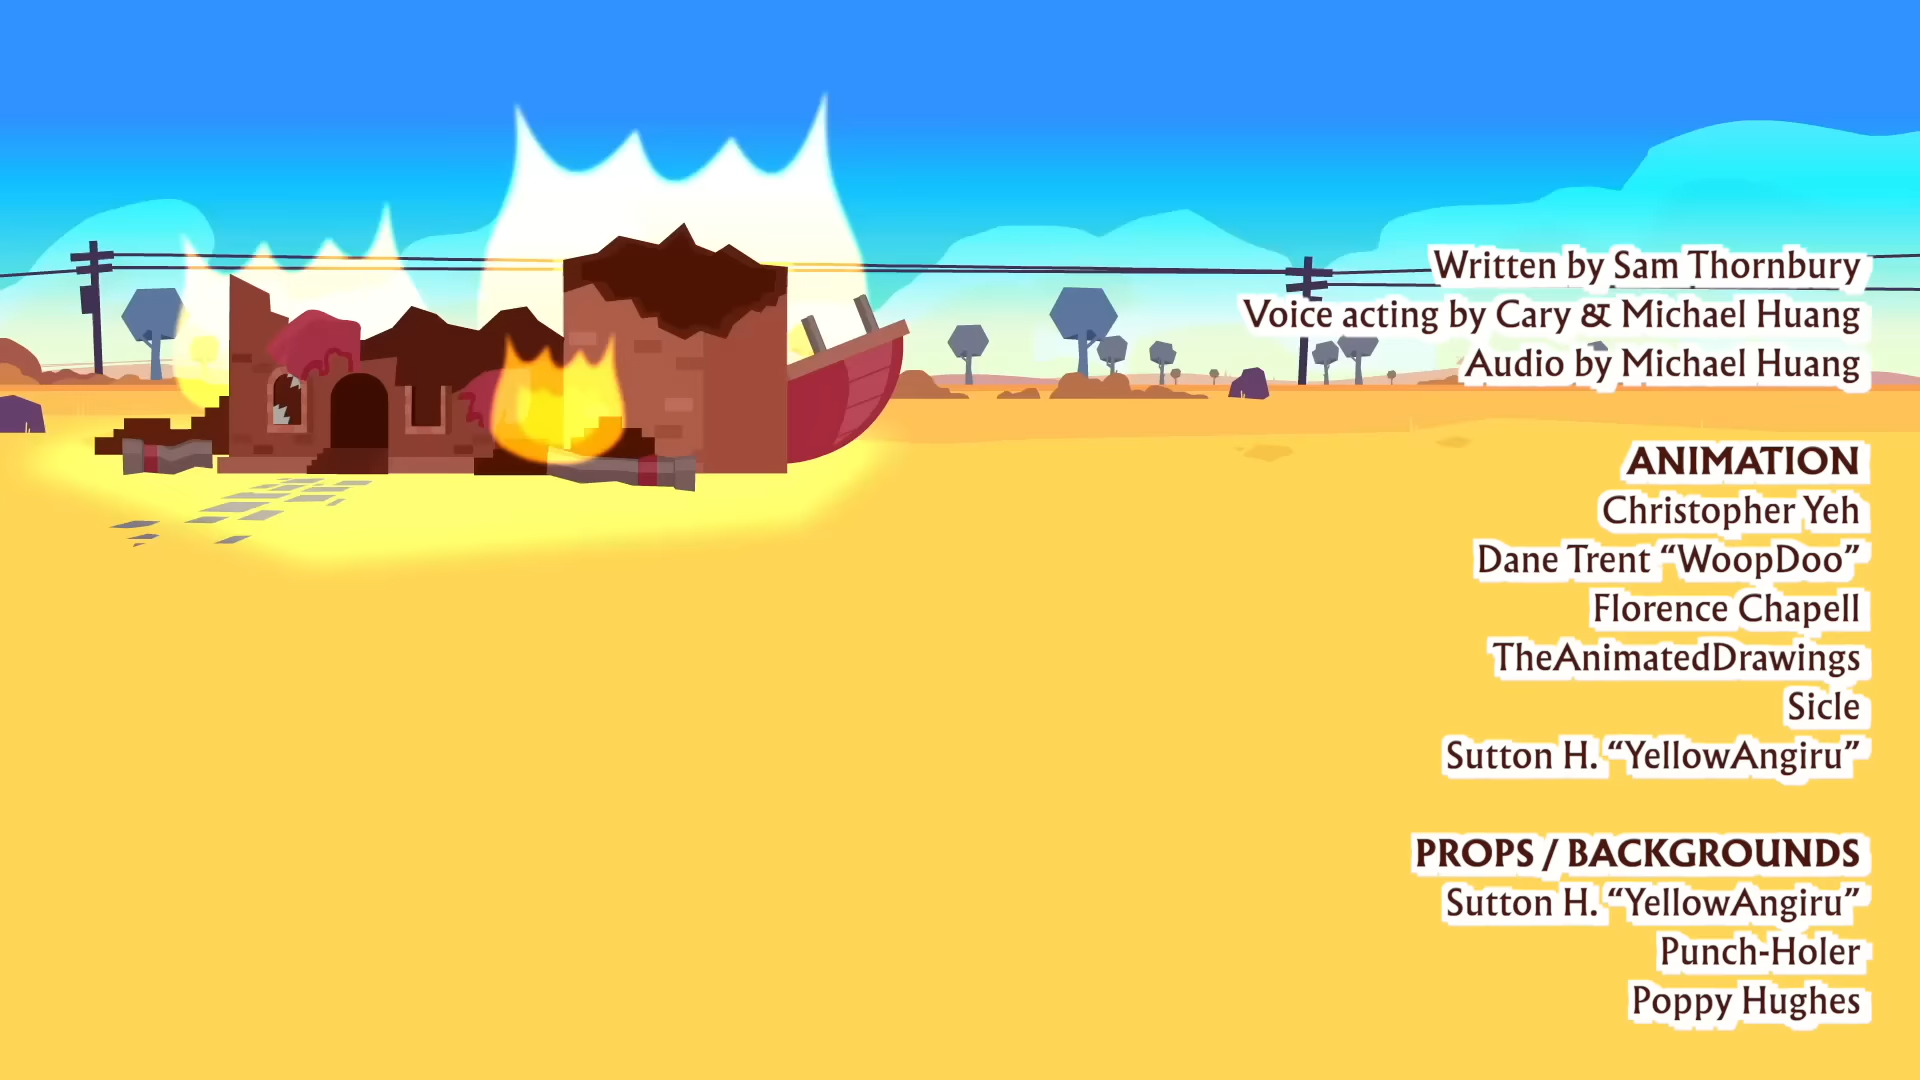 Written by Sam Thornbury
Voice acting by Cary & Michael Huang
Audio by Michael Huang
ANIMATION
Christopher Yeh
Dane Trent “WoopDoo”
Florence Chapell
TheAnimatedDrawings
Sicle
Sutton H. “YellowAngiru”
PROPS / BACKGROUNDS
Sutton H. “YellowAngiru”
Punch-Holer
Poppy Hughes